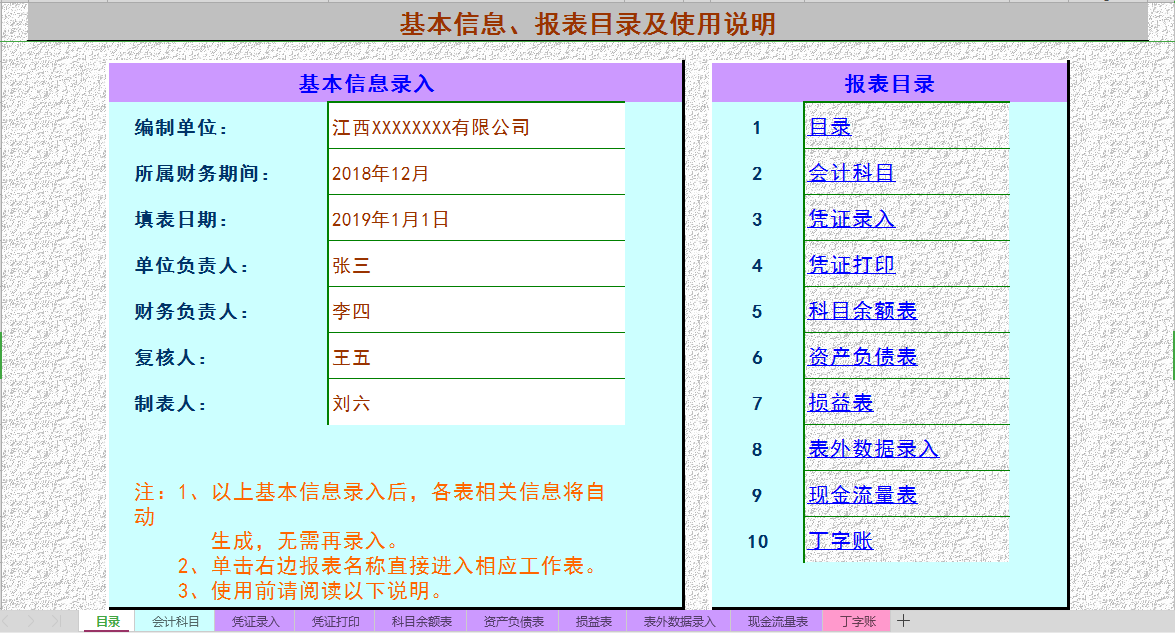 基本信息、报表目录及使用说明
基本信息录入
编制单位： 江西XXXXXXXX有限公司
所属财务期间： 2018年12月
填表日期： 2019年1月1日
单位负责人： 张三
财务负责人： 李四
复核人： 王五
制表人： 刘六
注：1、以上基本信息录入后，各表相关信息将自
动
生成，无需再录入。
2、单击右边报表名称直接进入相应工作表。
3、使用前请阅读以下说明。
报表目录
1 目录
2 会计科目
3 凭证录入
4 凭证打印
5 科目余额表
6 资产负债表
7 损益表
8 表外数据录入
9 现金流量表
10 丁字账
目录 会计科目 凭证录入 凭证打印 科目余额表 资产负债表 损益表 表外数据录入 现金流量表 丁字账